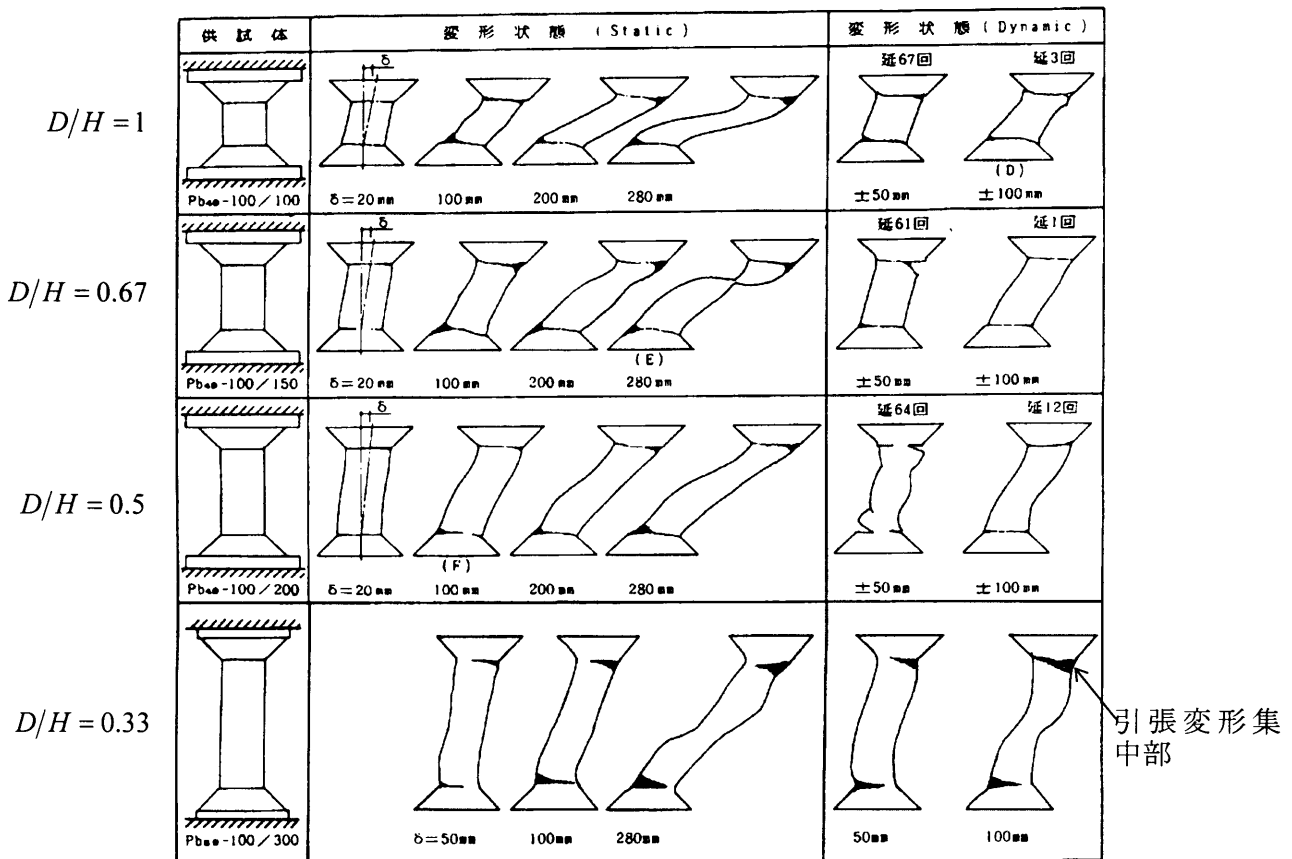 供 試 体
変 形 状 態 (Static)
変 形 状 態 (Dynamic)
D/H = 1
δ
延67回
延3回
(D)
Pb₄₀-100/100
δ=20mm
100mm
200mm
280mm
±50mm
±100mm
D/H = 0.67
δ
延61回
延1回
(E)
Pb₄₀-100/150
δ=20mm
100mm
200mm
280mm
±50mm
±100mm
D/H = 0.5
δ
延64回
延12回
(F)
Pb₄₀-100/200
δ=20mm
100mm
200mm
280mm
±50mm
±100mm
D/H = 0.33
引張変形集
中部
-100/300
δ=50mm
100mm
280mm
50mm
100mm